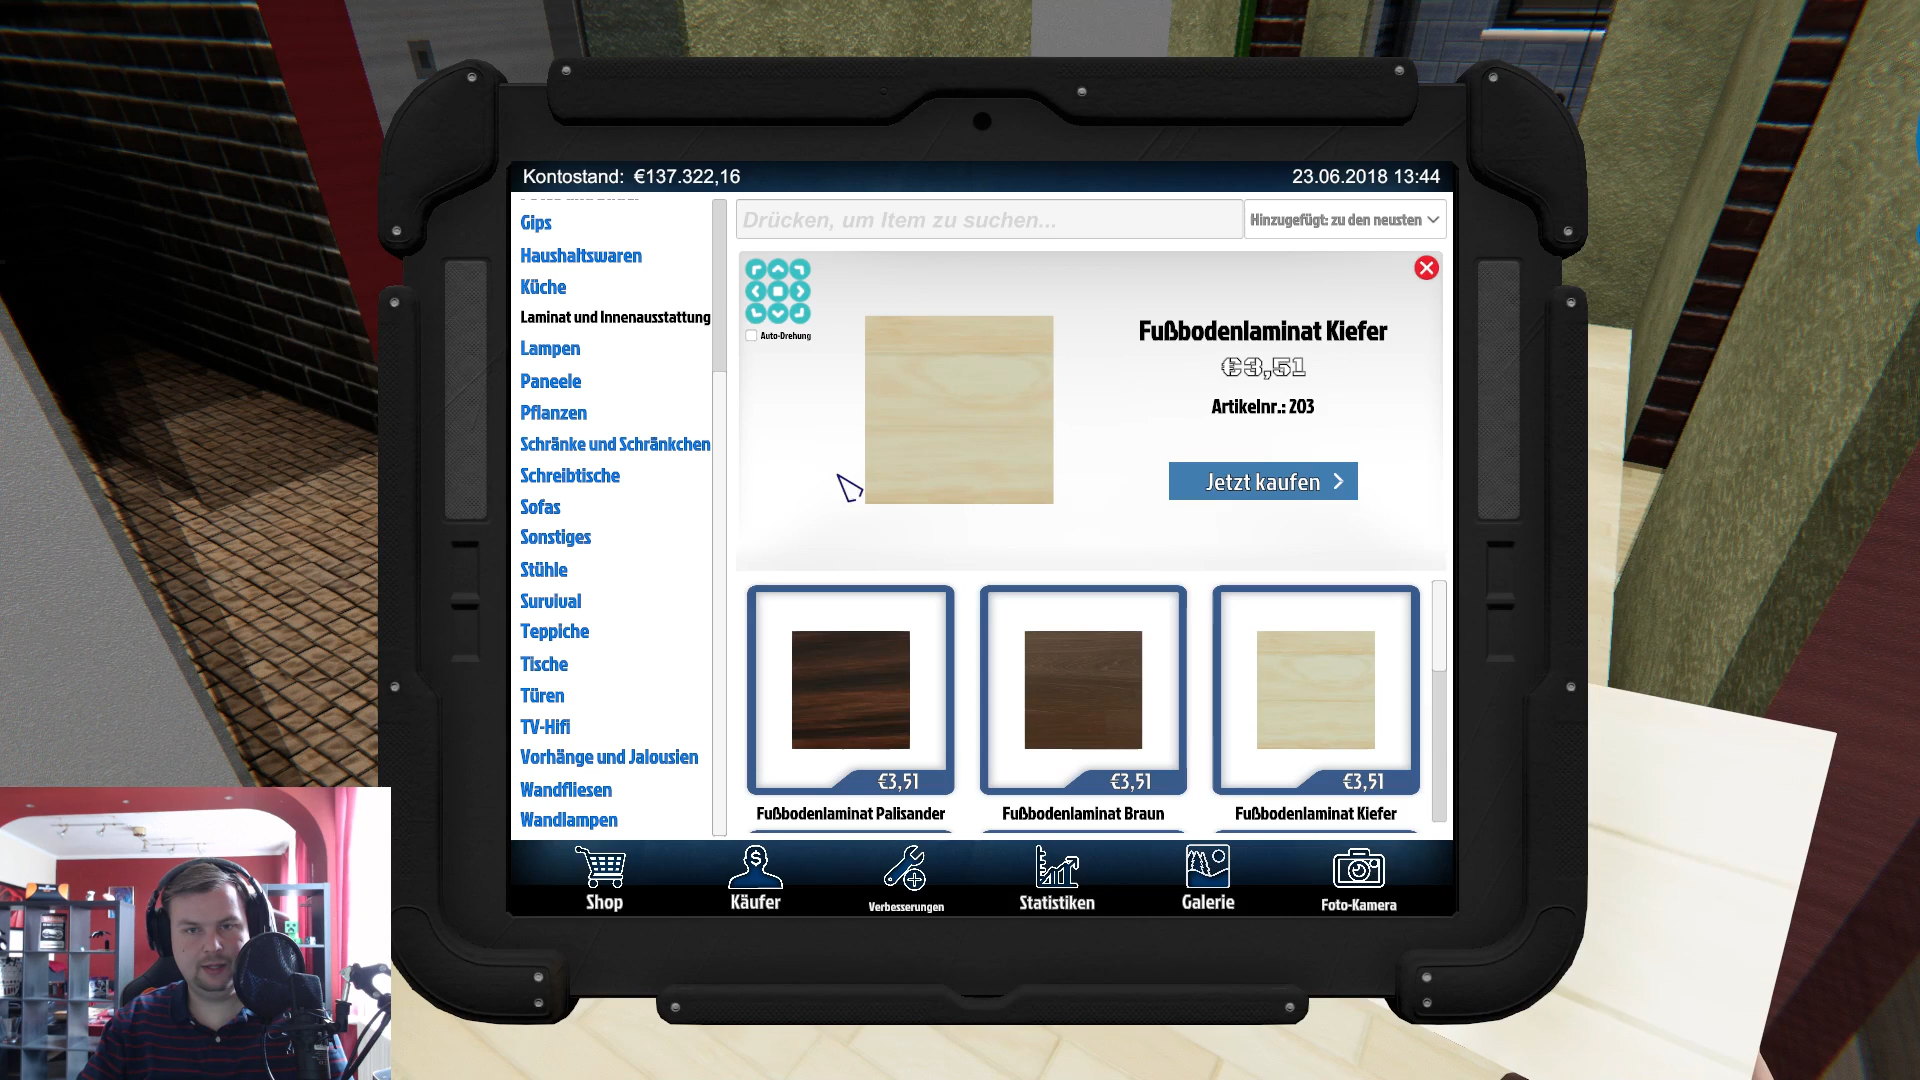 Kontostand: €137.322,16
23.06.2018 13:44
Gips
Haushaltswaren
Küche
Laminat und Innenausstattung
Lampen
Paneele
Pflanzen
Schränke und Schränkchen
Schreibtische
Sofas
Sonstiges
Stühle
Survival
Teppiche
Tische
Türen
TV-Hifi
Vorhänge und Jalousien
Wandfliesen
Wandlampen
Drücken, um Item zu suchen...
Hinzugefügt: zu den neusten
Auto-Drehung
Fußbodenlaminat Kiefer
€3,51
Artikelnr.: 203
Jetzt kaufen
€3,51
€3,51
€3,51
Fußbodenlaminat Palisander
Fußbodenlaminat Braun
Fußbodenlaminat Kiefer
Shop
Käufer
Verbesserungen
Statistiken
Galerie
Foto-Kamera